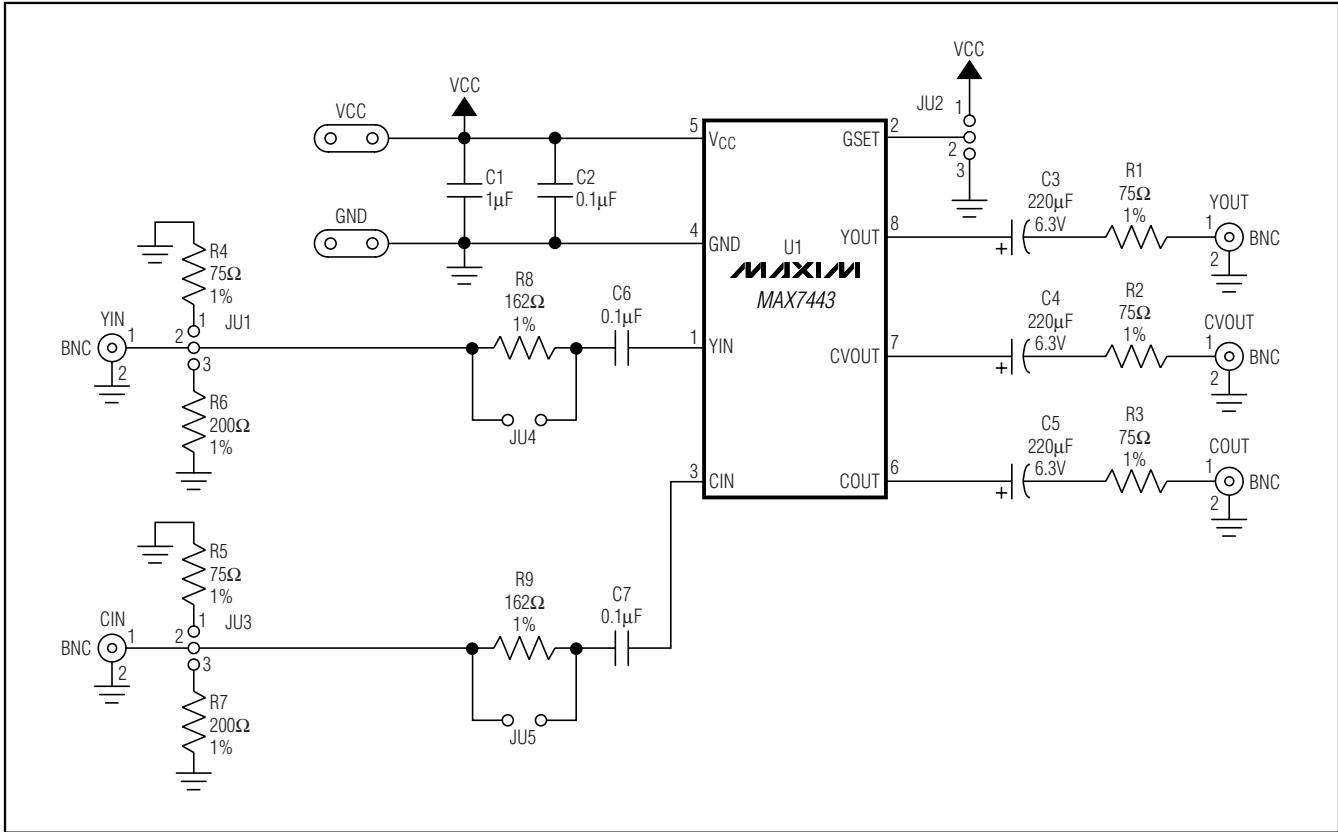 VCC
VCC
VCC
JU2
1
2
3
5
VCC
2
GSET
C1
1µF
C2
0.1µF
GND
4
GND
U1
MAXIM
MAX7443
YOUT
8
C3
220µF
6.3V
+
R1
75Ω
1%
YOUT
1
BNC
2
R4
75Ω
1%
YIN
BNC
1
2
1
JU1
2
3
R6
200Ω
1%
R8
162Ω
1%
JU4
C6
0.1µF
1
YIN
CVOUT
7
C4
220µF
6.3V
+
R2
75Ω
1%
CVOUT
1
BNC
2
3
CIN
COUT
6
C5
220µF
6.3V
+
R3
75Ω
1%
COUT
1
BNC
2
R5
75Ω
1%
CIN
BNC
1
2
1
JU3
2
3
R7
200Ω
1%
R9
162Ω
1%
JU5
C7
0.1µF